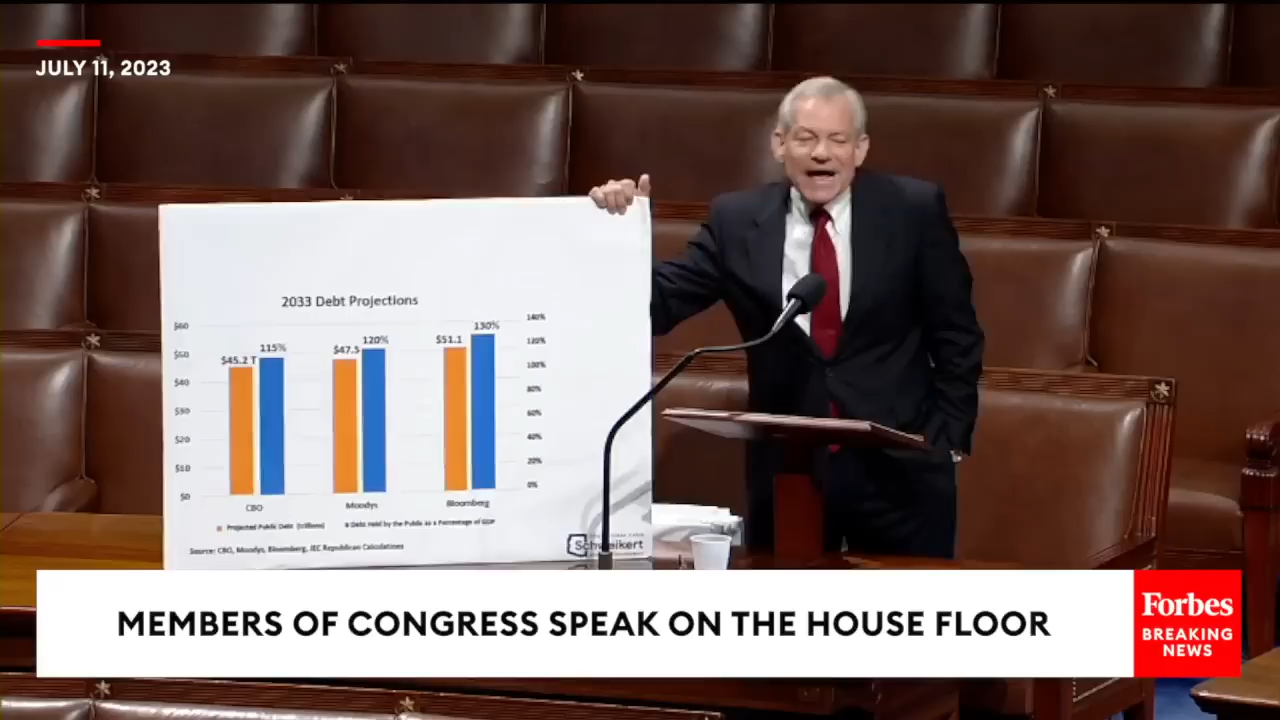 JULY 11, 2023
2023 Debt Projections
$60
$50
$40
$30
$20
$10
$0
$45.2 T
115%
$47.5
120%
$51.1
130%
140%
120%
100%
80%
60%
40%
20%
0%
CBO
Moodys
Bloomberg
Projected Public Debt (trillions)
Debt Held by the Public as a Percentage of GDP
Source: CBO, Moodys, Bloomberg, JEC Republican Calculations
Schweikert
MEMBERS OF CONGRESS SPEAK ON THE HOUSE FLOOR
Forbes
BREAKING
NEWS